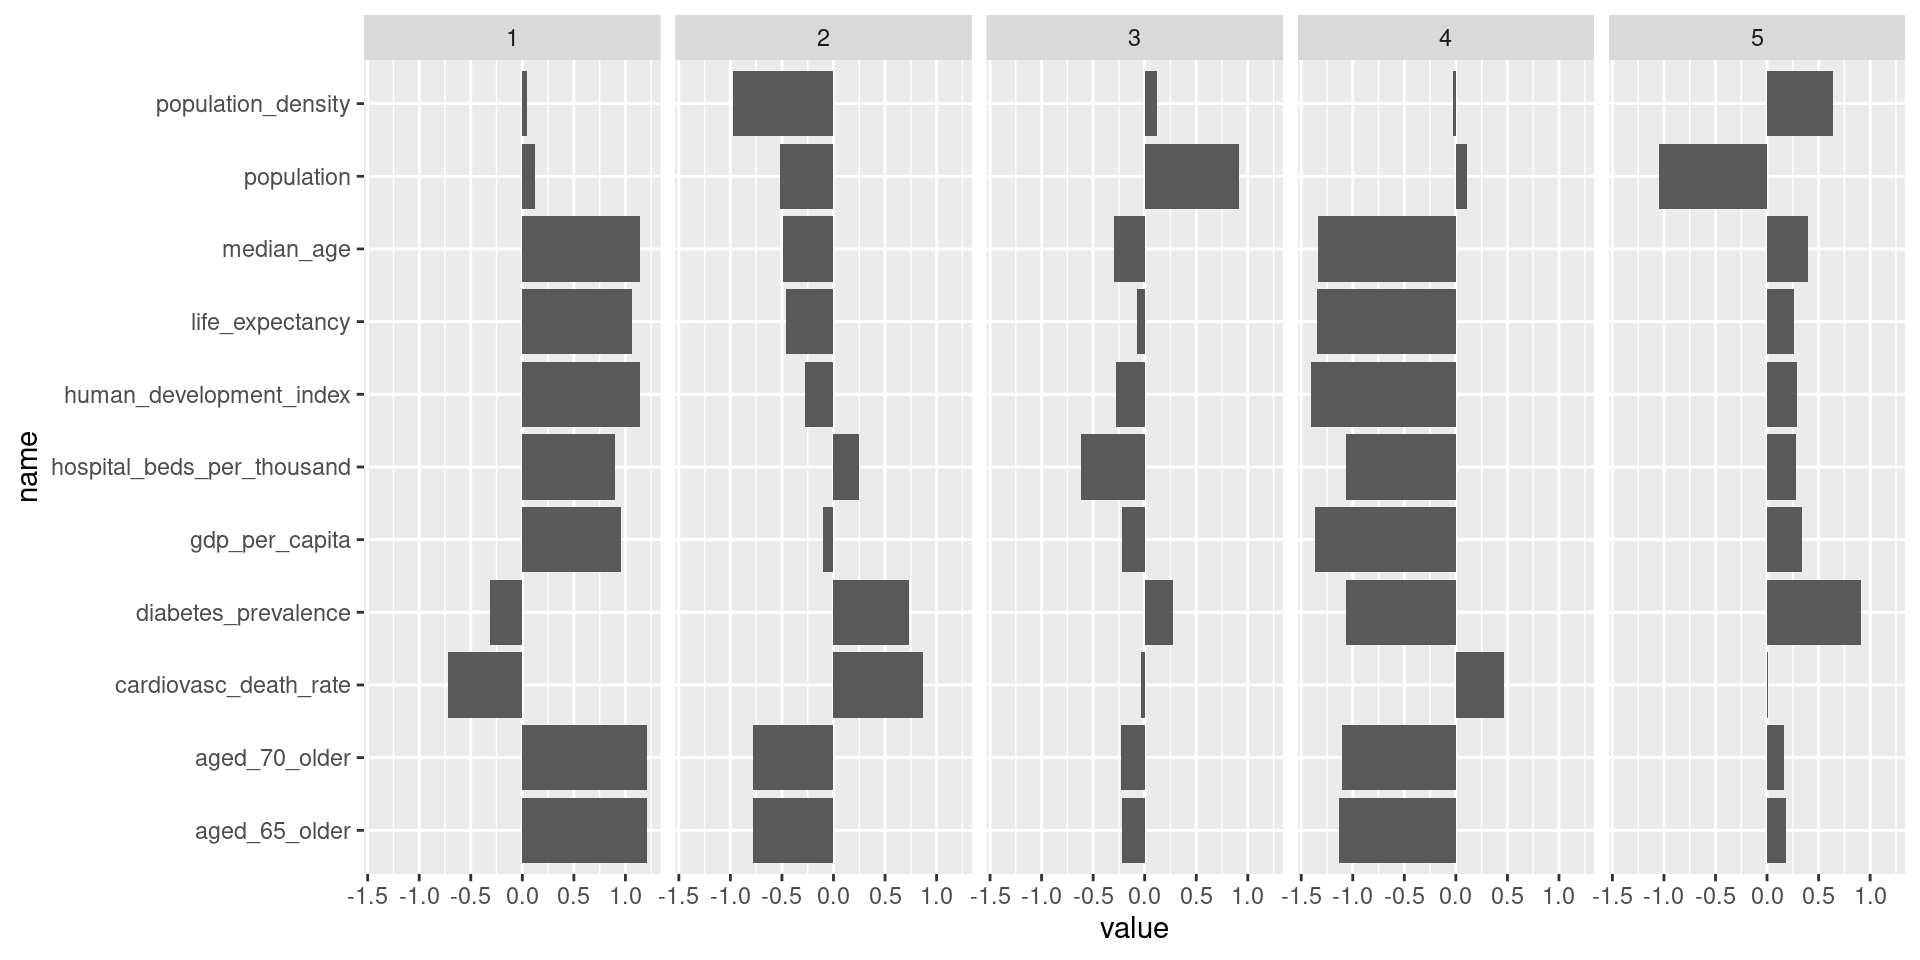 1 2 3 4 5
population_density
population
median_age
life_expectancy
human_development_index
hospital_beds_per_thousand
gdp_per_capita
diabetes_prevalence
cardiovasc_death_rate
aged_70_older
aged_65_older
name
-1.5 -1.0 -0.5 0.0 0.5 1.0 -1.5 -1.0 -0.5 0.0 0.5 1.0 -1.5 -1.0 -0.5 0.0 0.5 1.0 -1.5 -1.0 -0.5 0.0 0.5 1.0 -1.5 -1.0 -0.5 0.0 0.5 1.0
value